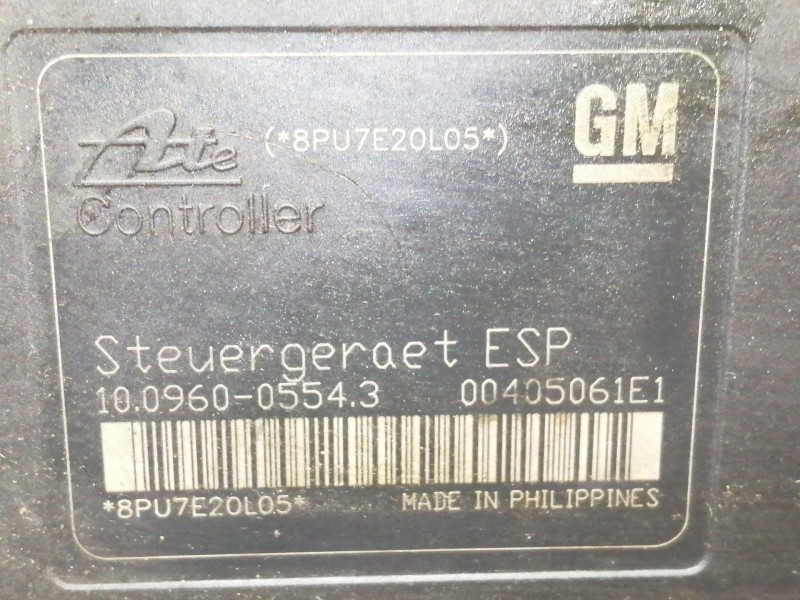 Ate (*8PU7E20L05*) GM
Controller
Steuergeraet ESP
10.0960-0554.3 00405061E1
*8PU7E20L05* MADE IN PHILIPPINES